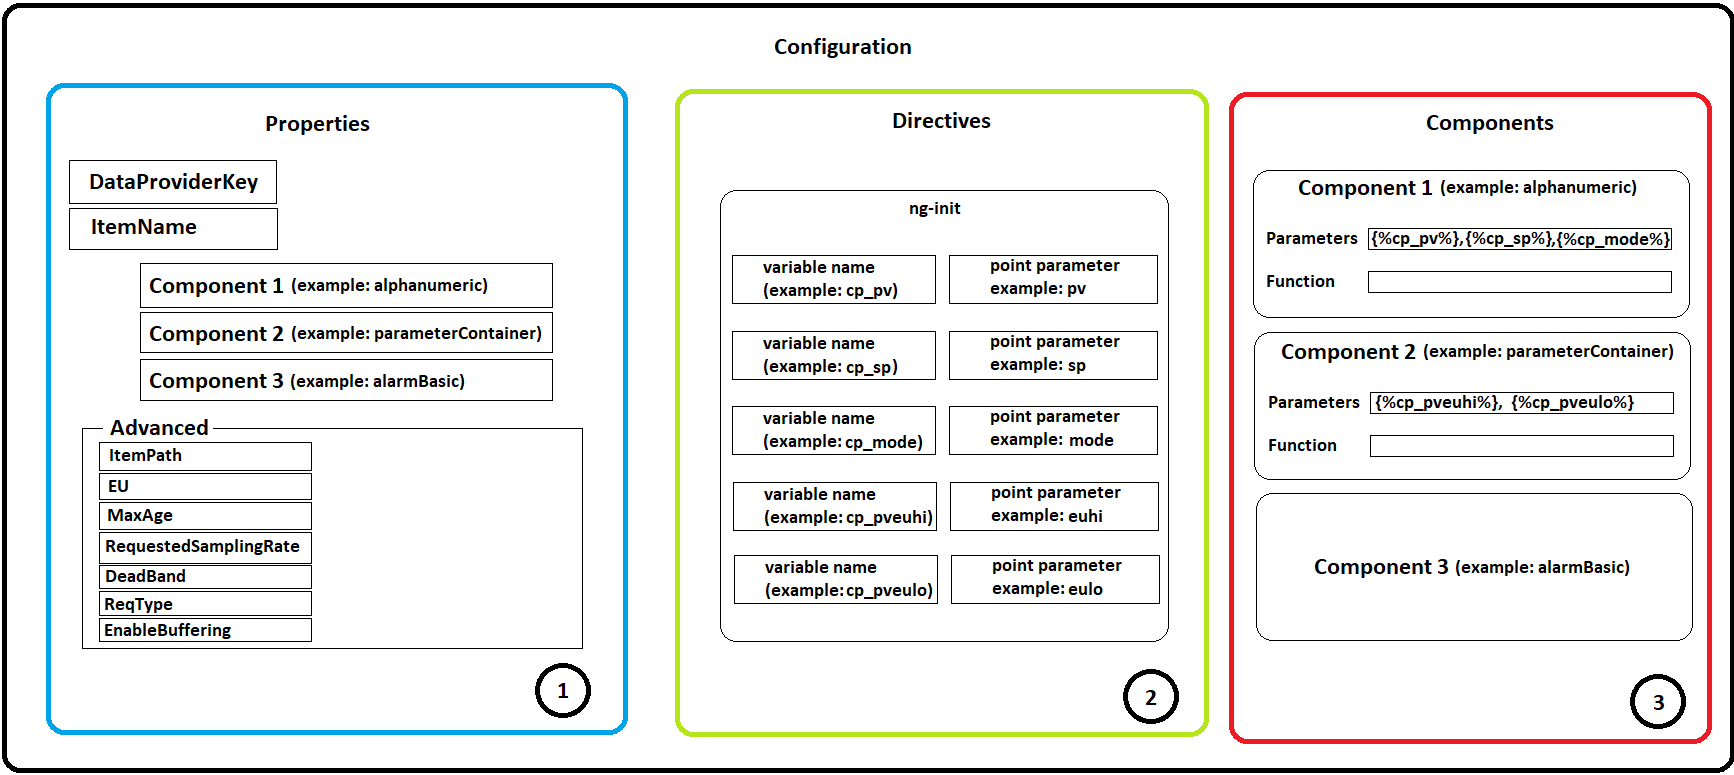 Configuration
Properties
DataProviderKey
ItemName
Component 1 (example: alphanumeric)
Component 2 (example: parameterContainer)
Component 3 (example: alarmBasic)
Advanced
ItemPath
EU
MaxAge
RequestedSamplingRate
DeadBand
ReqType
EnableBuffering
1
Directives
ng-init
variable name
(example: cp_pv)
point parameter
example: pv
variable name
(example: cp_sp)
point parameter
example: sp
variable name
(example: cp_mode)
point parameter
example: mode
variable name
(example: cp_pveuhi)
point parameter
example: euhi
variable name
(example: cp_pveulo)
point parameter
example: eulo
2
Components
Component 1 (example: alphanumeric)
Parameters {%cp_pv%},{%cp_sp%},{%cp_mode%}
Function
Component 2 (example: parameterContainer)
Parameters {%cp_pveuhi%}, {%cp_pveulo%}
Function
Component 3 (example: alarmBasic)
3